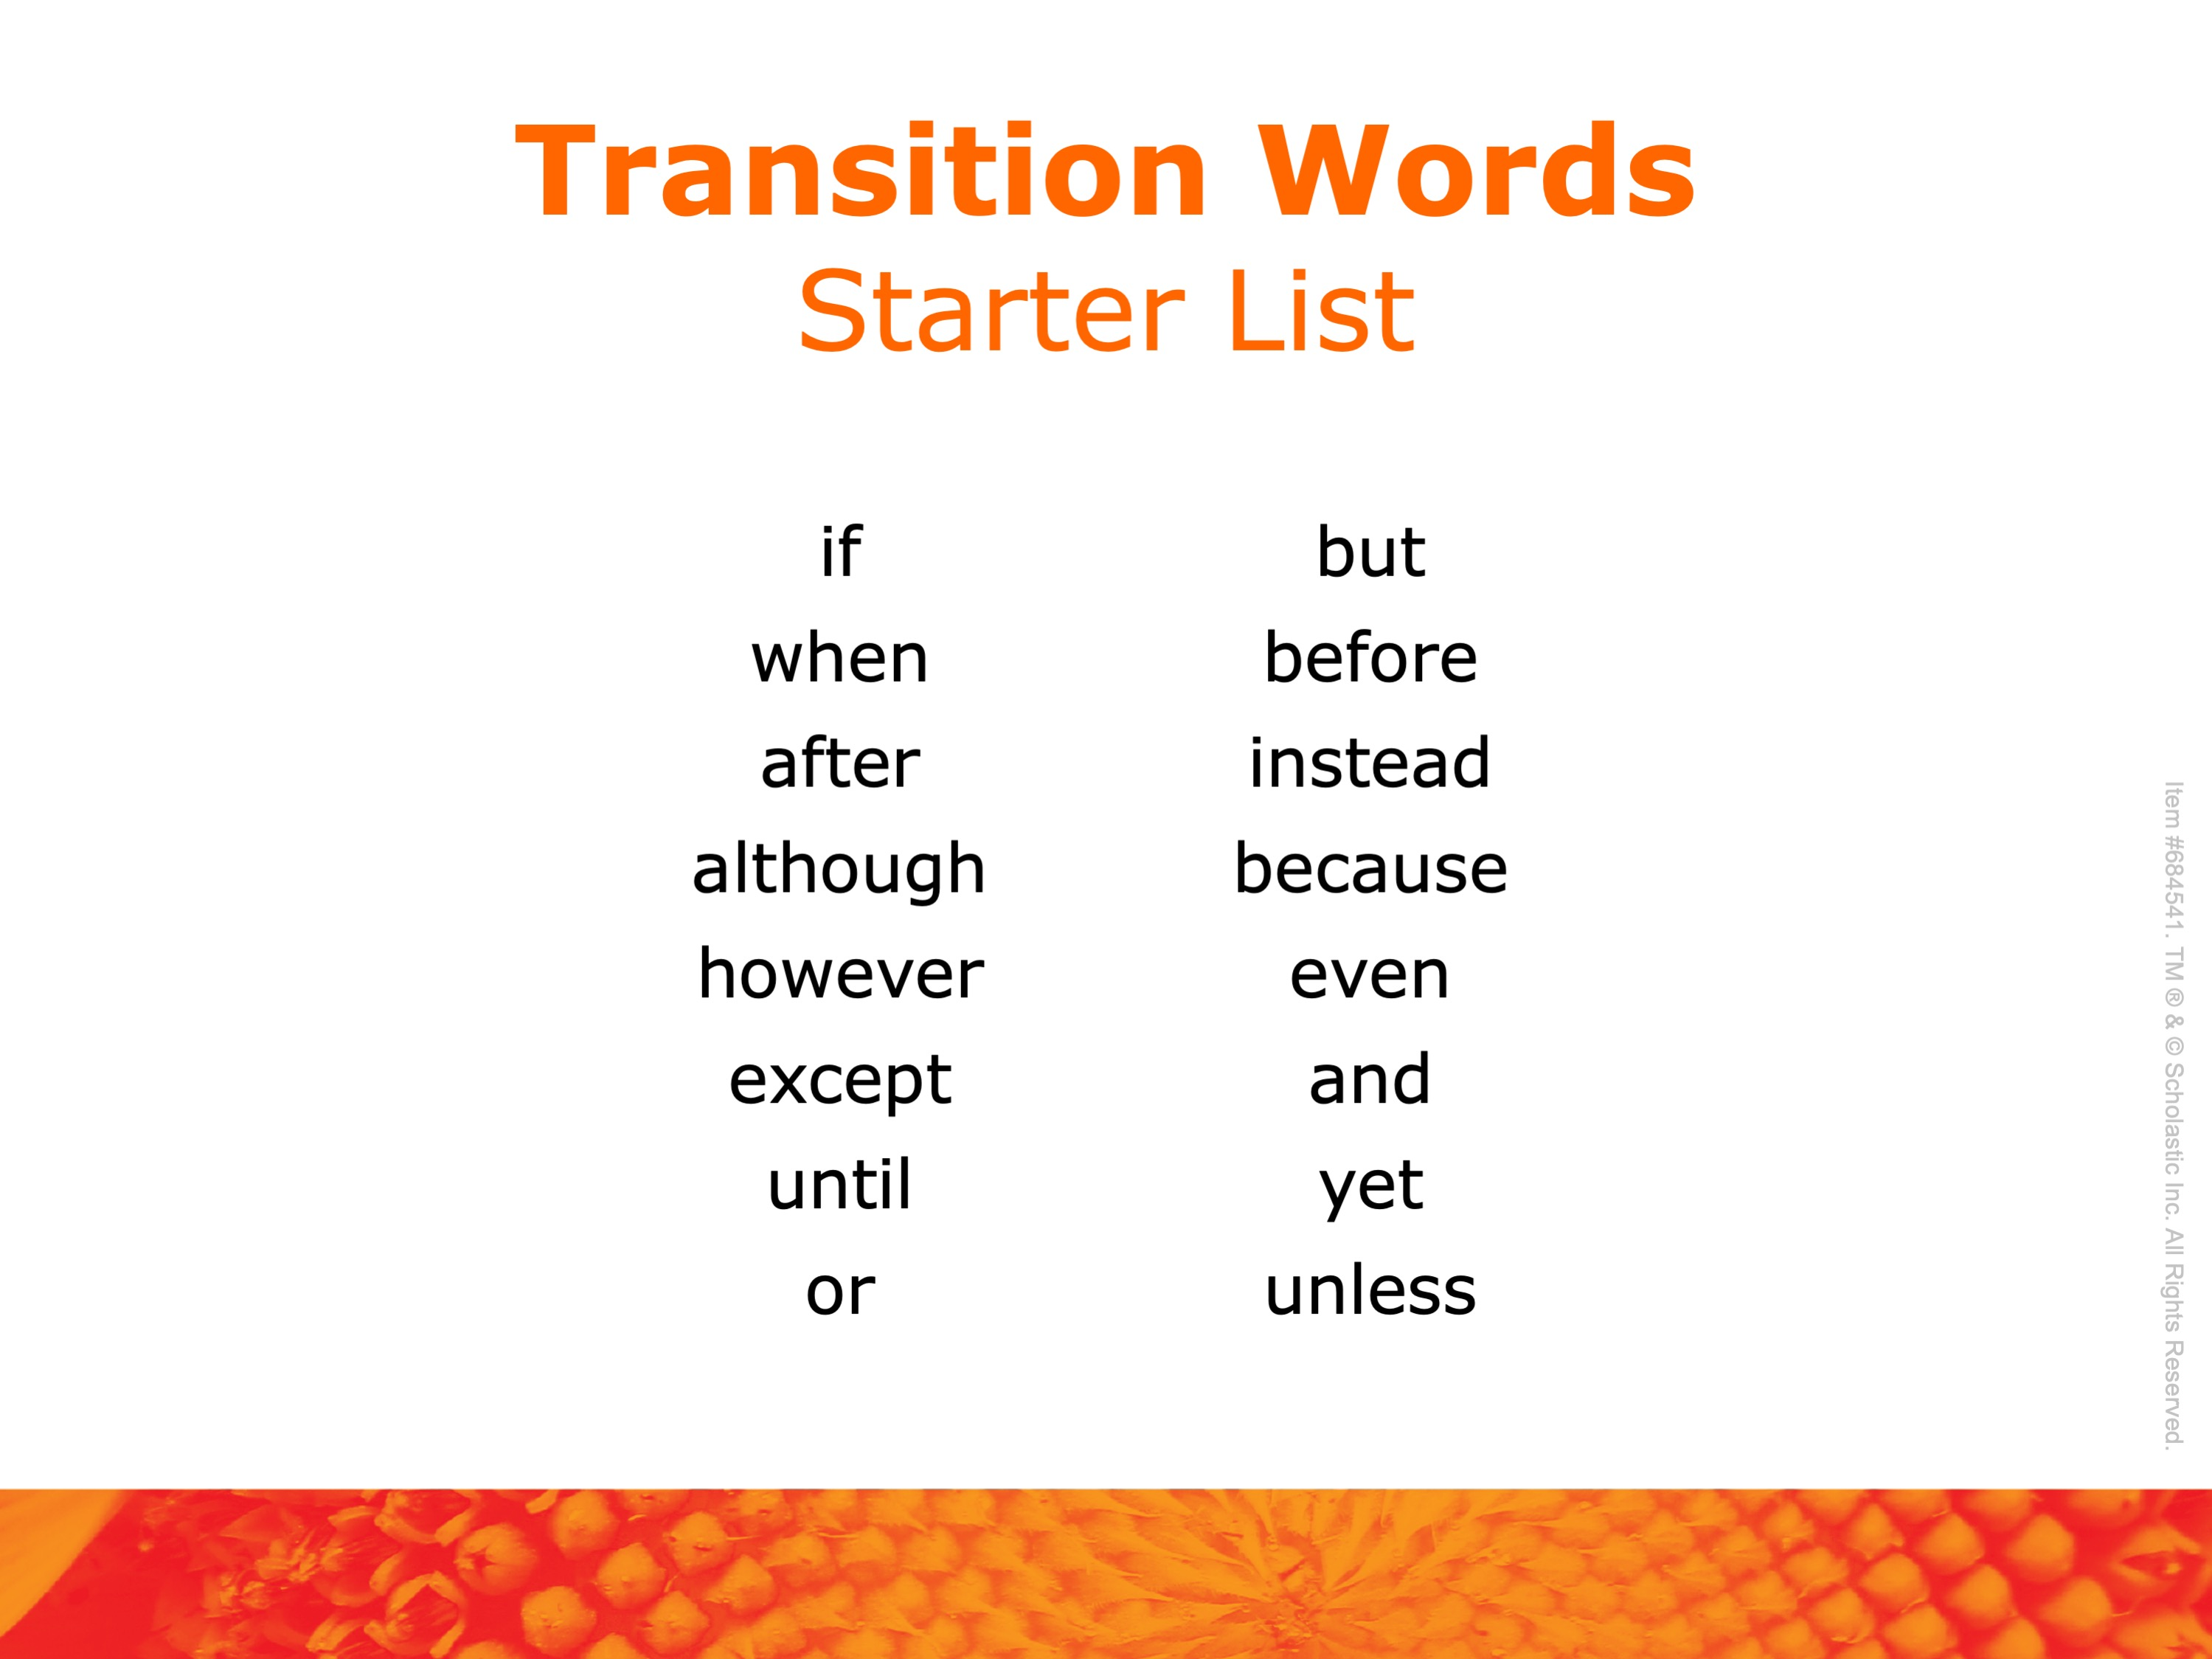 Transition Words
Starter List
if
when
after
although
however
except
until
or
but
before
instead
because
even
and
yet
unless
Item #684541. TM ® & © Scholastic Inc. All Rights Reserved.